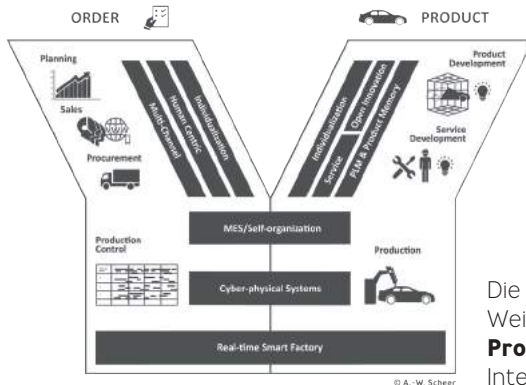 ORDER
PRODUCT
Planning
Sales
Procurement
Multi-Channel
Human Centric
Individualization
Individualization
Open Innovation
Service
PLM & Product Memory
Product
Development
Service
Development
MES/Self-organization
Production
Control
Production
Cyber-physical Systems
Real-time Smart Factory
© A.-W. Scheer
Die
Wei
Pro
Inte